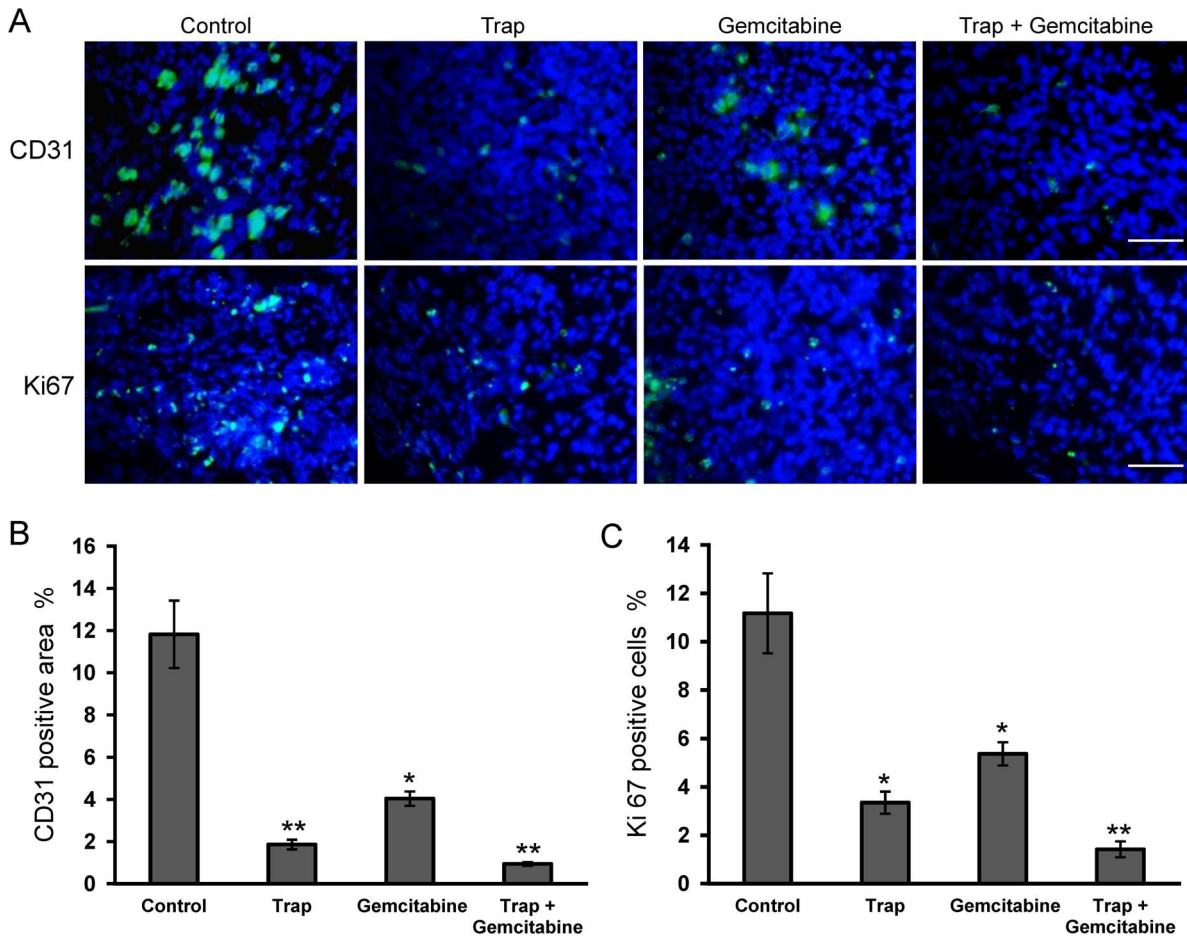 A
Control
Trap
Gemcitabine
Trap + Gemcitabine
CD31
Ki67
B
CD31 positive area %
16
14
12
10
8
6
4
2
0
**
*
**
Control
Trap
Gemcitabine
Trap +
Gemcitabine
C
Ki 67 positive cells %
14
12
10
8
6
4
2
0
*
*
**
Control
Trap
Gemcitabine
Trap +
Gemcitabine